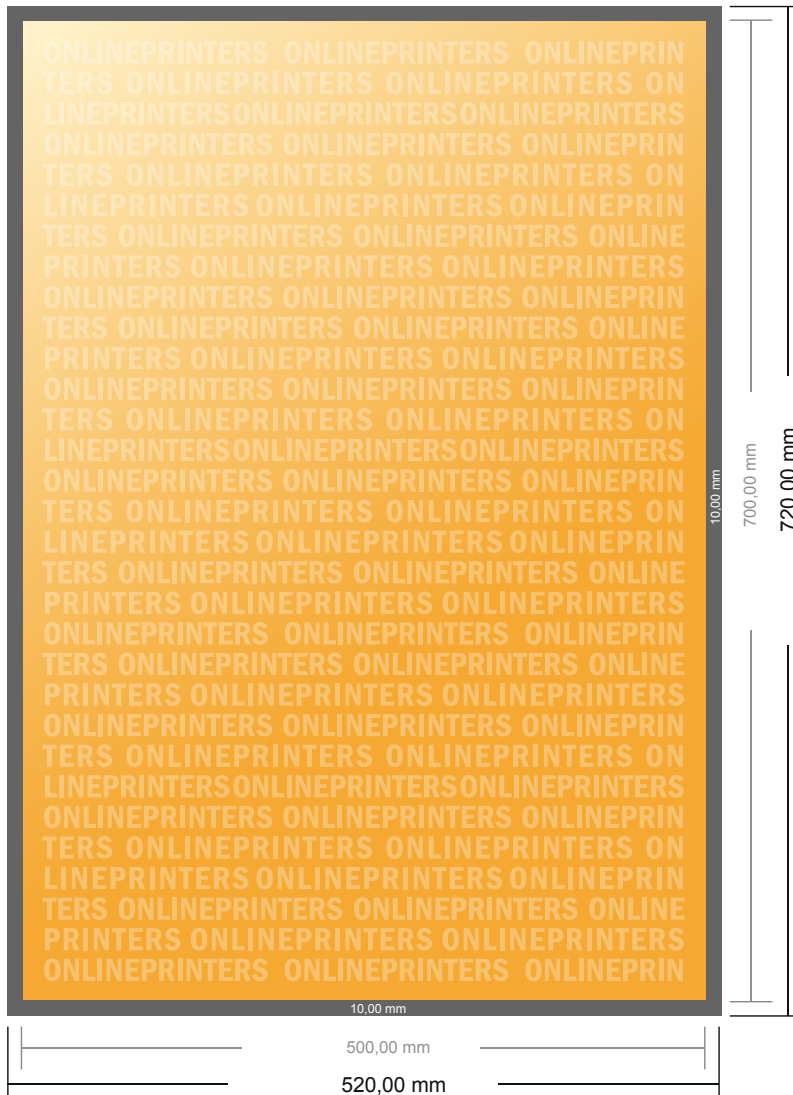 ONLINEPRINTERS ONLINEPRINTERS ONLINEPRIN
TERS ONLINEPRINTERS ONLINEPRINTERS ON
LINEPRINTERSONLINEPRINTERSONLINEPRINTERS
ONLINEPRINTERS ONLINEPRINTERS ONLINEPRIN
TERS ONLINEPRINTERS ONLINEPRINTERS ON
LINEPRINTERS ONLINEPRINTERS ONLINEPRIN
TERS ONLINEPRINTERS ONLINEPRINTERS ONLINE
PRINTERS ONLINEPRINTERS ONLINEPRINTERS
ONLINEPRINTERS ONLINEPRINTERS ONLINEPRIN
TERS ONLINEPRINTERS ONLINEPRINTERS ONLINE
PRINTERS ONLINEPRINTERS ONLINEPRINTERS
ONLINEPRINTERS ONLINEPRINTERS ONLINEPRIN
TERS ONLINEPRINTERS ONLINEPRINTERS ON
LINEPRINTERSONLINEPRINTERSONLINEPRINTERS
ONLINEPRINTERS ONLINEPRINTERS ONLINEPRIN
TERS ONLINEPRINTERS ONLINEPRINTERS ON
LINEPRINTERS ONLINEPRINTERS ONLINEPRIN
TERS ONLINEPRINTERS ONLINEPRINTERS ONLINE
PRINTERS ONLINEPRINTERS ONLINEPRINTERS
ONLINEPRINTERS ONLINEPRINTERS ONLINEPRIN
TERS ONLINEPRINTERS ONLINEPRINTERS ONLINE
PRINTERS ONLINEPRINTERS ONLINEPRINTERS
ONLINEPRINTERS ONLINEPRINTERS ONLINEPRIN
TERS ONLINEPRINTERS ONLINEPRINTERS ON
LINEPRINTERSONLINEPRINTERSONLINEPRINTERS
ONLINEPRINTERS ONLINEPRINTERS ONLINEPRIN
TERS ONLINEPRINTERS ONLINEPRINTERS ON
LINEPRINTERS ONLINEPRINTERS ONLINEPRIN
TERS ONLINEPRINTERS ONLINEPRINTERS ONLINE
PRINTERS ONLINEPRINTERS ONLINEPRINTERS
ONLINEPRINTERS ONLINEPRINTERS ONLINEPRIN
10,00 mm
700,00 mm
720,00 mm
10,00 mm
500,00 mm
520,00 mm